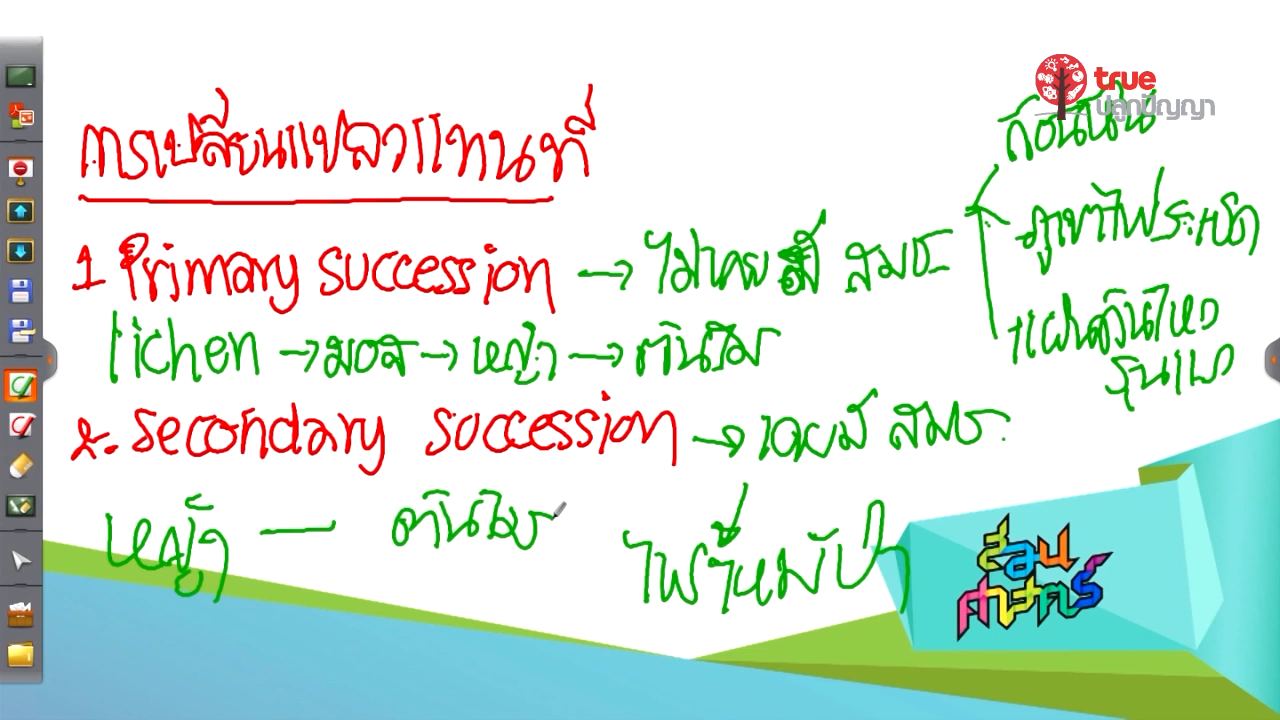 true
ปลูกปัญญา
การเปลี่ยนแปลงแทนที่
ก้อนหิน
1. Primary succession → ไม่เคยมี สมช.
ภูเขาไฟระเบิด
แผ่นดินไหว
รุนแรง
lichen → มอส → หญ้า → ต้นไม้
2. Secondary succession → เคยมี สมช.
หญ้า — ต้นไม้
ไฟไหม้ป่า
สอน
ศาสตร์